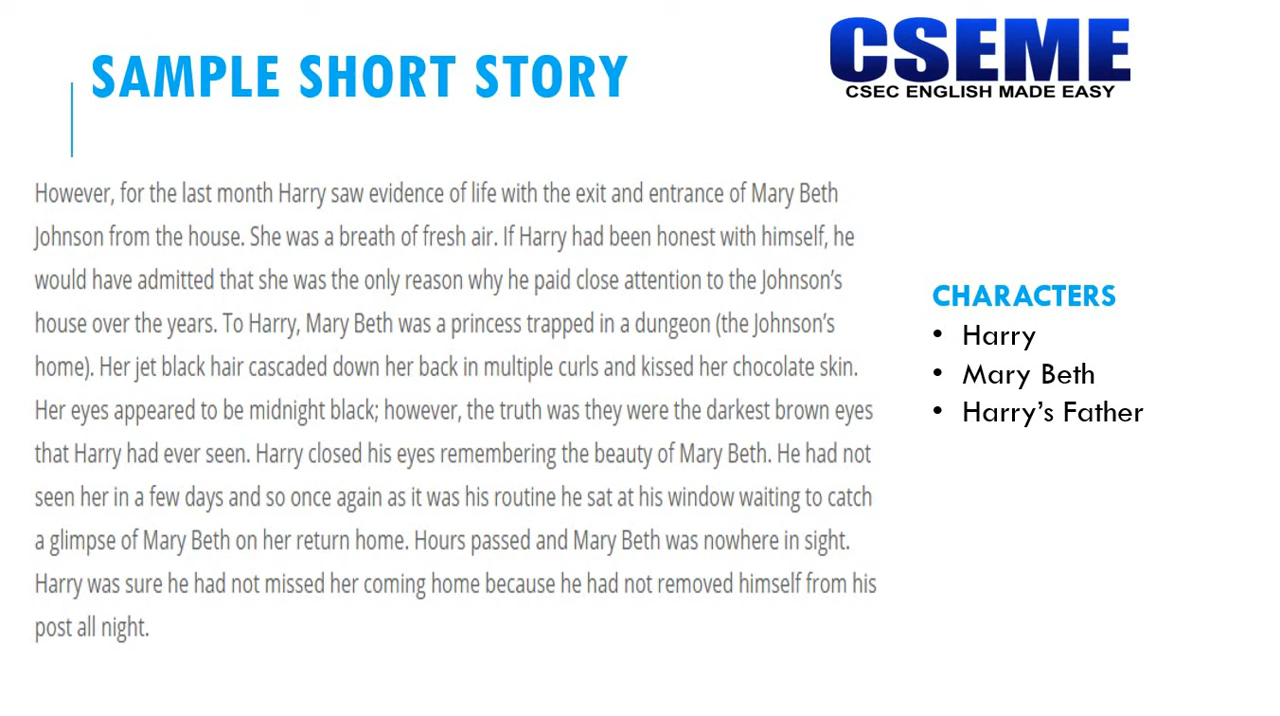 SAMPLE SHORT STORY
CSEME
CSEC ENGLISH MADE EASY
However, for the last month Harry saw evidence of life with the exit and entrance of Mary Beth
Johnson from the house. She was a breath of fresh air. If Harry had been honest with himself, he
would have admitted that she was the only reason why he paid close attention to the Johnson's
house over the years. To Harry, Mary Beth was a princess trapped in a dungeon (the Johnson's
home). Her jet black hair cascaded down her back in multiple curls and kissed her chocolate skin.
Her eyes appeared to be midnight black; however, the truth was they were the darkest brown eyes
that Harry had ever seen. Harry closed his eyes remembering the beauty of Mary Beth. He had not
seen her in a few days and so once again as it was his routine he sat at his window waiting to catch
a glimpse of Mary Beth on her return home. Hours passed and Mary Beth was nowhere in sight.
Harry was sure he had not missed her coming home because he had not removed himself from his
post all night.
CHARACTERS
• Harry
• Mary Beth
• Harry's Father